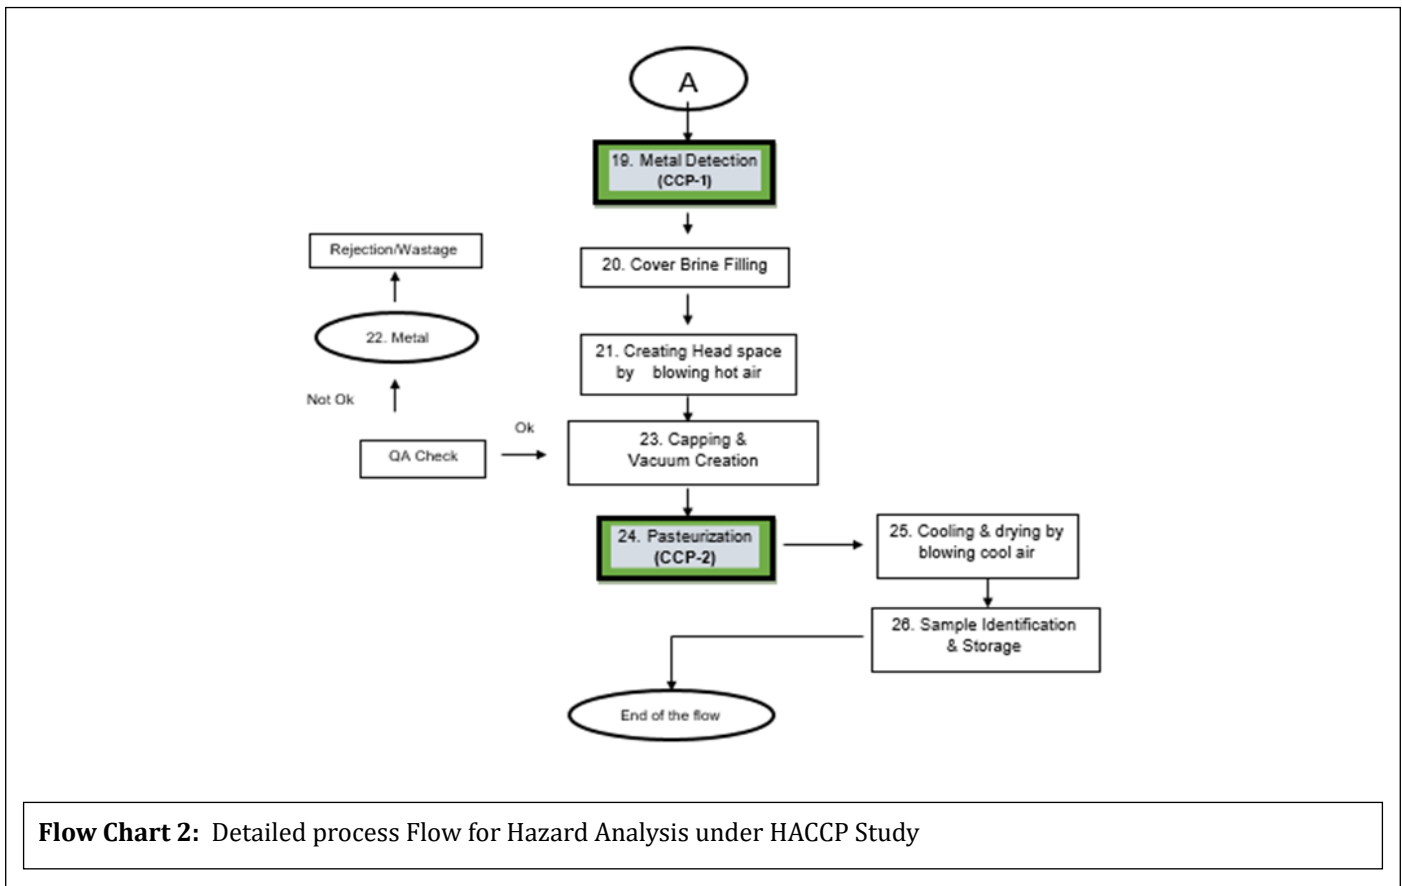 A
19. Metal Detection
(CCP-1)
Rejection/Wastage
20. Cover Brine Filling
22. Metal
21. Creating Head space
by blowing hot air
Not Ok
Ok
QA Check
23. Capping &
Vacuum Creation
24. Pasteurization
(CCP-2)
25. Cooling & drying by
blowing cool air
26. Sample Identification
& Storage
End of the flow
Flow Chart 2: Detailed process Flow for Hazard Analysis under HACCP Study